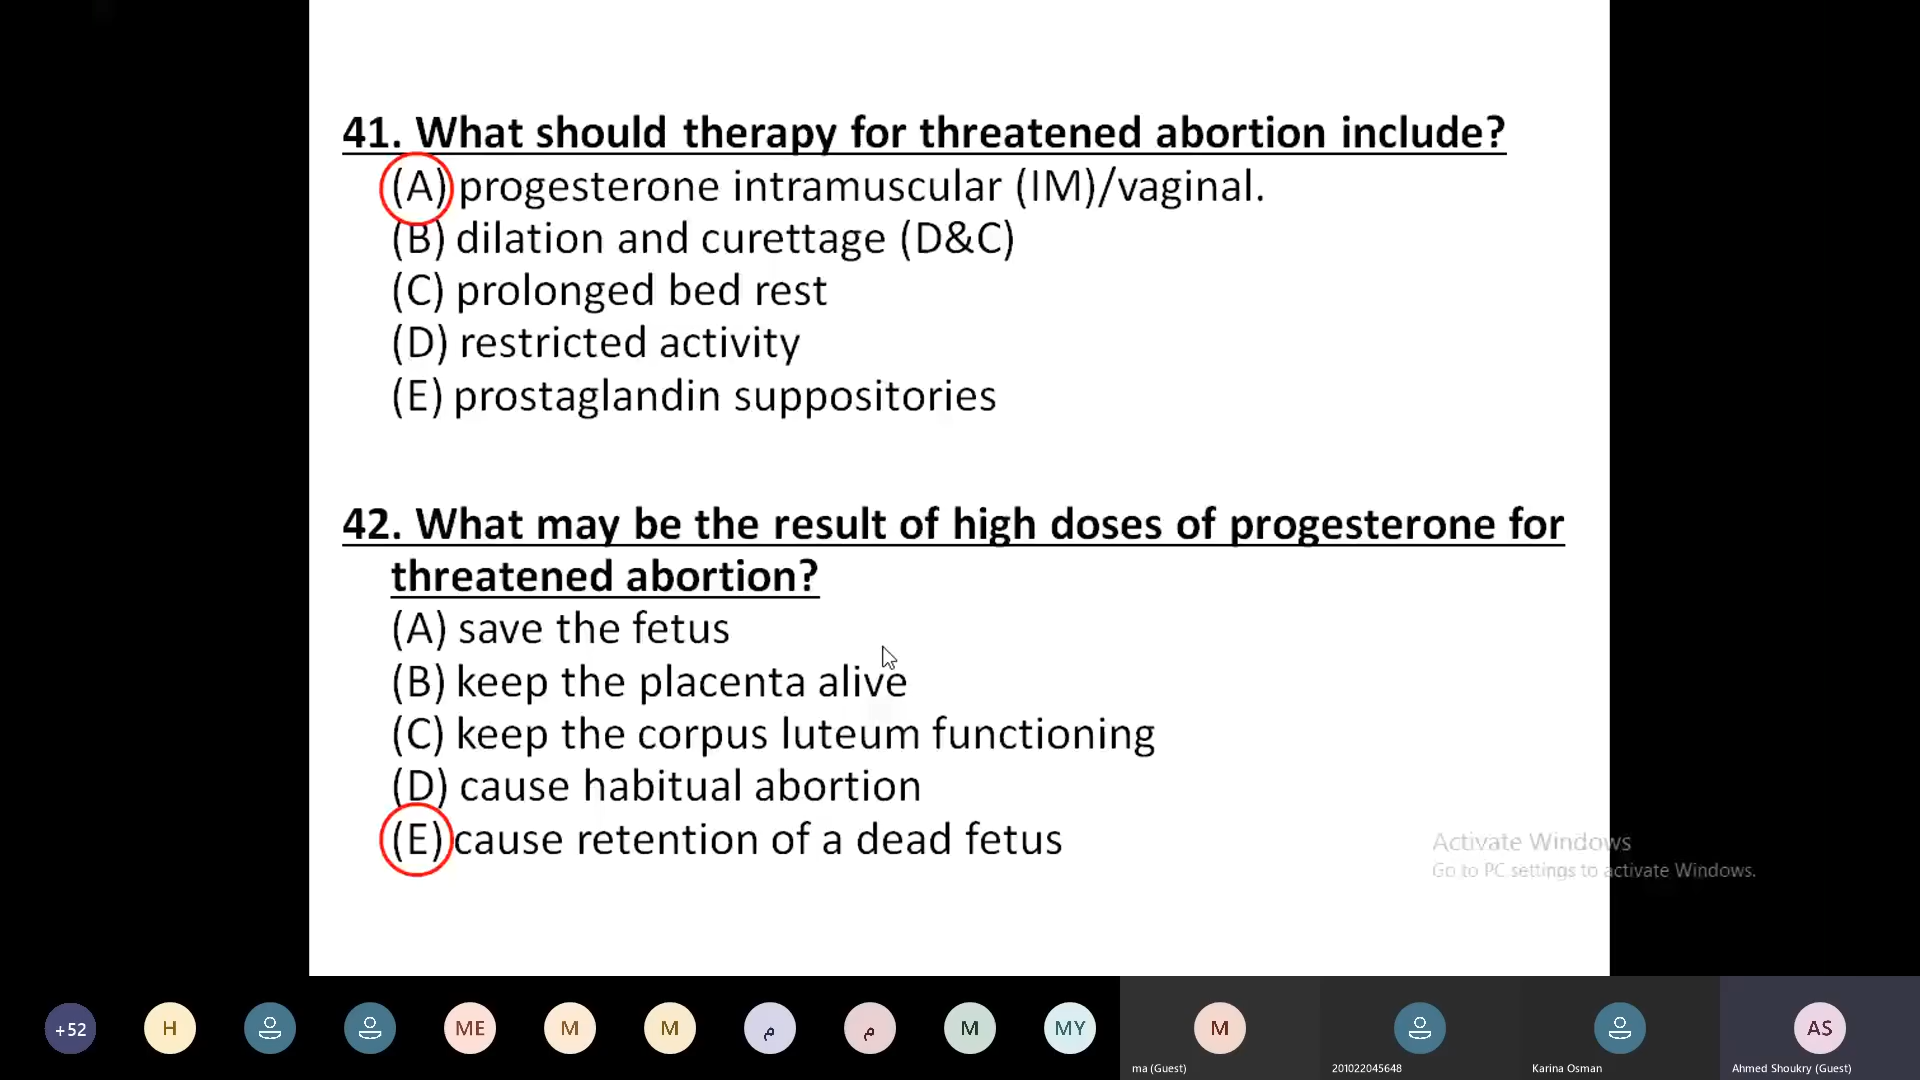 41. What should therapy for threatened abortion include?
(A) progesterone intramuscular (IM)/vaginal.
(B) dilation and curettage (D&C)
(C) prolonged bed rest
(D) restricted activity
(E) prostaglandin suppositories
42. What may be the result of high doses of progesterone for
threatened abortion?
(A) save the fetus
(B) keep the placenta alive
(C) keep the corpus luteum functioning
(D) cause habitual abortion
(E) cause retention of a dead fetus
Activate Windows
Go to PC settings to activate Windows.
+52
H
ME
M
M
م
م
M
MY
M
AS
ma (Guest)
201022045648
Karina Osman
Ahmed Shoukry (Guest)